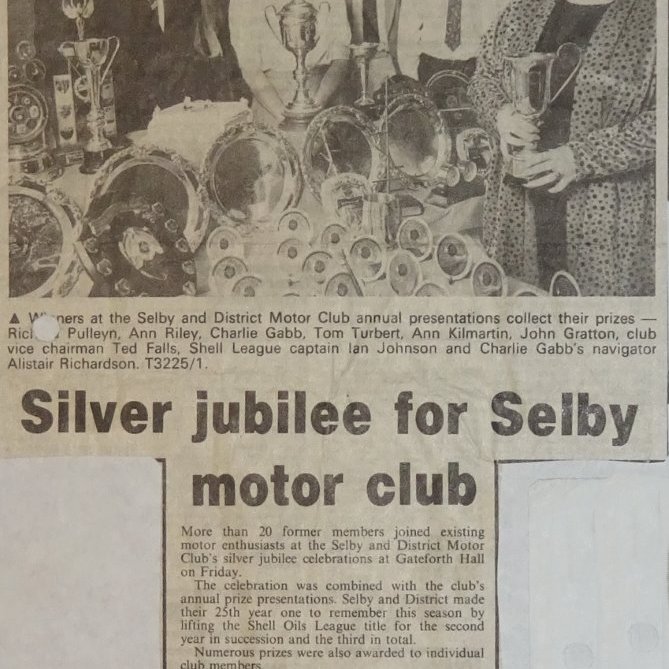 ▲ W ners at the Selby and District Motor Club annual presentations collect their prizes —
Ric Pulleyn, Ann Riley, Charlie Gabb, Tom Turbert, Ann Kilmartin, John Gratton, club
vice chairman Ted Falls, Shell League captain Ian Johnson and Charlie Gabb's navigator
Alistair Richardson. T3225/1.
Silver jubilee for Selby
motor club
More than 20 former members joined existing
motor enthusiasts at the Selby and District Motor
Club's silver jubilee celebrations at Gateforth Hall
on Friday.
The celebration was combined with the club's
annual prize presentations. Selby and District made
their 25th year one to remember this season by
lifting the Shell Oils League title for the second
year in succession and the third in total.
Numerous prizes were also awarded to individual
club members.